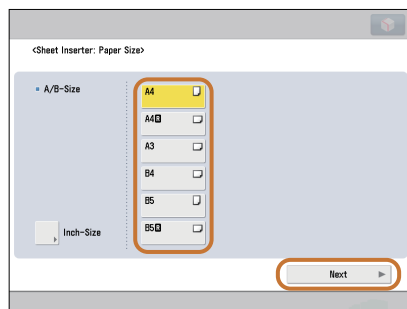 <Sheet Inserter: Paper Size>
A/B-Size
A4
A4R
A3
B4
B5
B5R
Inch-Size
Next